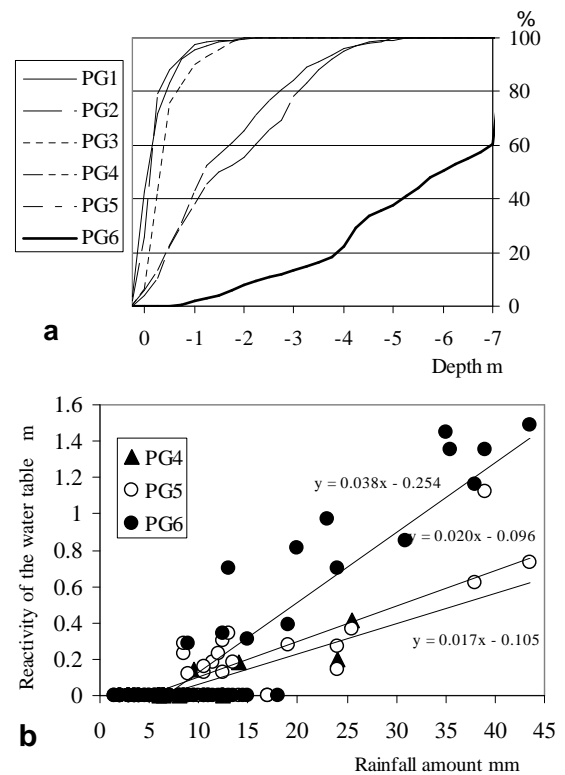 %
100
80
60
40
20
0
PG1
PG2
PG3
PG4
PG5
PG6
0 -1 -2 -3 -4 -5 -6 -7
a
Depth m
1.6
1.4
1.2
1
0.8
0.6
0.4
0.2
0
Reactivity of the water table m
PG4
PG5
PG6
y = 0.038x - 0.254
y = 0.020x - 0.096
y = 0.017x - 0.105
0 5 10 15 20 25 30 35 40 45
b
Rainfall amount mm